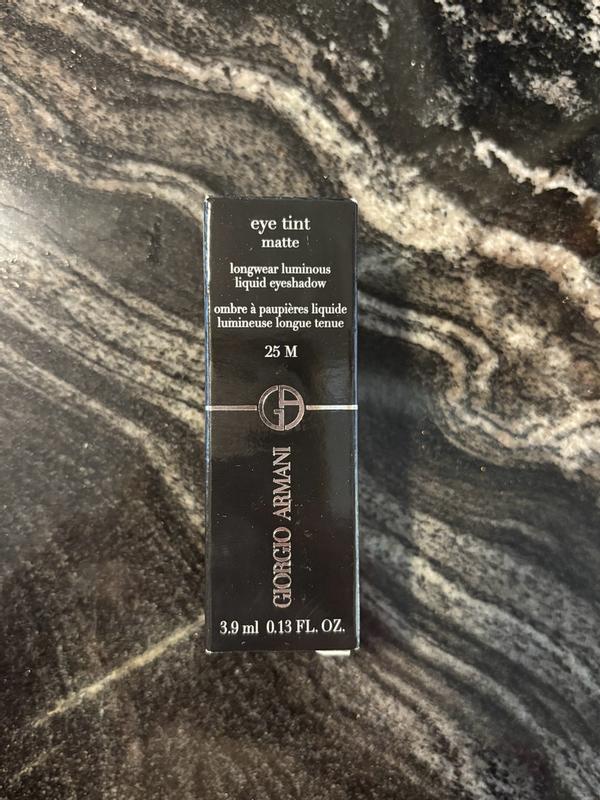 eye tint
matte
longwear luminous
liquid eyeshadow
ombre à paupières liquide
lumineuse longue tenue
25 M
GA
GIORGIO ARMANI
3.9 ml 0.13 FL. OZ.